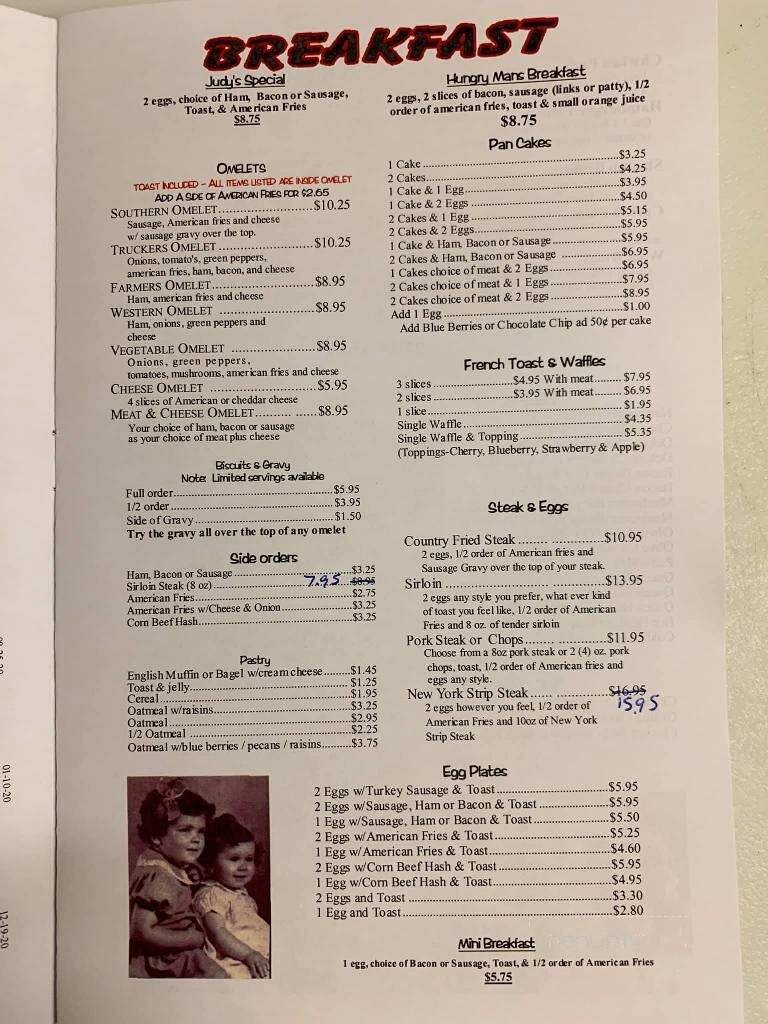 BREAKFAST
Judy's Special
2 eggs, choice of Ham, Bacon or Sausage,
Toast, & American Fries
$8.75
Hungry Mans Breakfast
2 eggs, 2 slices of bacon, sausage (links or patty), 1/2
order of american fries, toast & small orange juice
$8.75
OMELETS
TOAST INCLUDED - ALL ITEMS LISTED ARE INSIDE OMELET
ADD A SIDE OF AMERICAN FRIES FOR $2.65
SOUTHERN OMELET....................$10.25
Sausage, American fries and cheese
w/ sausage gravy over the top.
TRUCKERS OMELET....................$10.25
Onions, tomato's, green peppers,
american fries, ham, bacon, and cheese
FARMERS OMELET....................$8.95
Ham, american fries and cheese
WESTERN OMELET....................$8.95
Ham, onions, green peppers and
cheese
VEGETABLE OMELET....................$8.95
Onions, green peppers,
tomatoes, mushrooms, american fries and cheese
CHEESE OMELET....................$5.95
4 slices of American or cheddar cheese
MEAT & CHEESE OMELET....................$8.95
Your choice of ham, bacon or sausage
as your choice of meat plus cheese
Biscuits & Gravy
Note: Limited servings available
Full order....................$5.95
1/2 order....................$3.95
Side of Gravy....................$1.50
Try the gravy all over the top of any omelet
Side orders
Ham, Bacon or Sausage....................$3.25
Sirloin Steak (8 oz)....................7.95 $8.95
American Fries....................$2.75
American Fries w/Cheese & Onion....................$3.25
Corn Beef Hash....................$3.25
Pastry
English Muffin or Bagel w/cream cheese.........$1.45
Toast & jelly....................$1.25
Cereal....................$1.95
Oatmeal w/raisins....................$3.25
Oatmeal....................$2.95
1/2 Oatmeal....................$2.25
Oatmeal w/blue berries / pecans / raisins.........$3.75
Pan Cakes
1 Cake....................$3.25
2 Cakes....................$4.25
1 Cake & 1 Egg....................$3.95
1 Cake & 2 Eggs....................$4.50
2 Cakes & 1 Egg....................$5.15
2 Cakes & 2 Eggs....................$5.95
1 Cake & Ham, Bacon or Sausage....................$5.95
2 Cakes & Ham, Bacon or Sausage....................$6.95
1 Cakes choice of meat & 2 Eggs....................$6.95
2 Cakes choice of meat & 1 Eggs....................$7.95
2 Cakes choice of meat & 2 Eggs....................$8.95
Add 1 Egg....................$1.00
Add Blue Berries or Chocolate Chip ad 50¢ per cake
French Toast & Waffles
3 slices....................$4.95 With meat.........$7.95
2 slices....................$3.95 With meat.........$6.95
1 slice....................$1.95
Single Waffle....................$4.35
Single Waffle & Topping....................$5.35
(Toppings-Cherry, Blueberry, Strawberry & Apple)
Steak & Eggs
Country Fried Steak....................$10.95
2 eggs, 1/2 order of American fries and
Sausage Gravy over the top of your steak.
Sirloin....................$13.95
2 eggs any style you prefer, what ever kind
of toast you feel like, 1/2 order of American
Fries and 8 oz. of tender sirloin
Pork Steak or Chops....................$11.95
Choose from a 8oz pork steak or 2 (4) oz. pork
chops, toast, 1/2 order of American fries and
eggs any style.
New York Strip Steak....................$16.95
15.95
2 eggs however you feel, 1/2 order of
American Fries and 10oz of New York
Strip Steak
Egg Plates
2 Eggs w/Turkey Sausage & Toast....................$5.95
2 Eggs w/Sausage, Ham or Bacon & Toast....................$5.95
1 Egg w/Sausage, Ham or Bacon & Toast....................$5.50
2 Eggs w/American Fries & Toast....................$5.25
1 Egg w/American Fries & Toast....................$4.60
2 Eggs w/Corn Beef Hash & Toast....................$5.95
1 Egg w/Corn Beef Hash & Toast....................$4.95
2 Eggs and Toast....................$3.30
1 Egg and Toast....................$2.80
Mini Breakfast
1 egg, choice of Bacon or Sausage, Toast, & 1/2 order of American Fries
$5.75
01-10-20
12-19-20